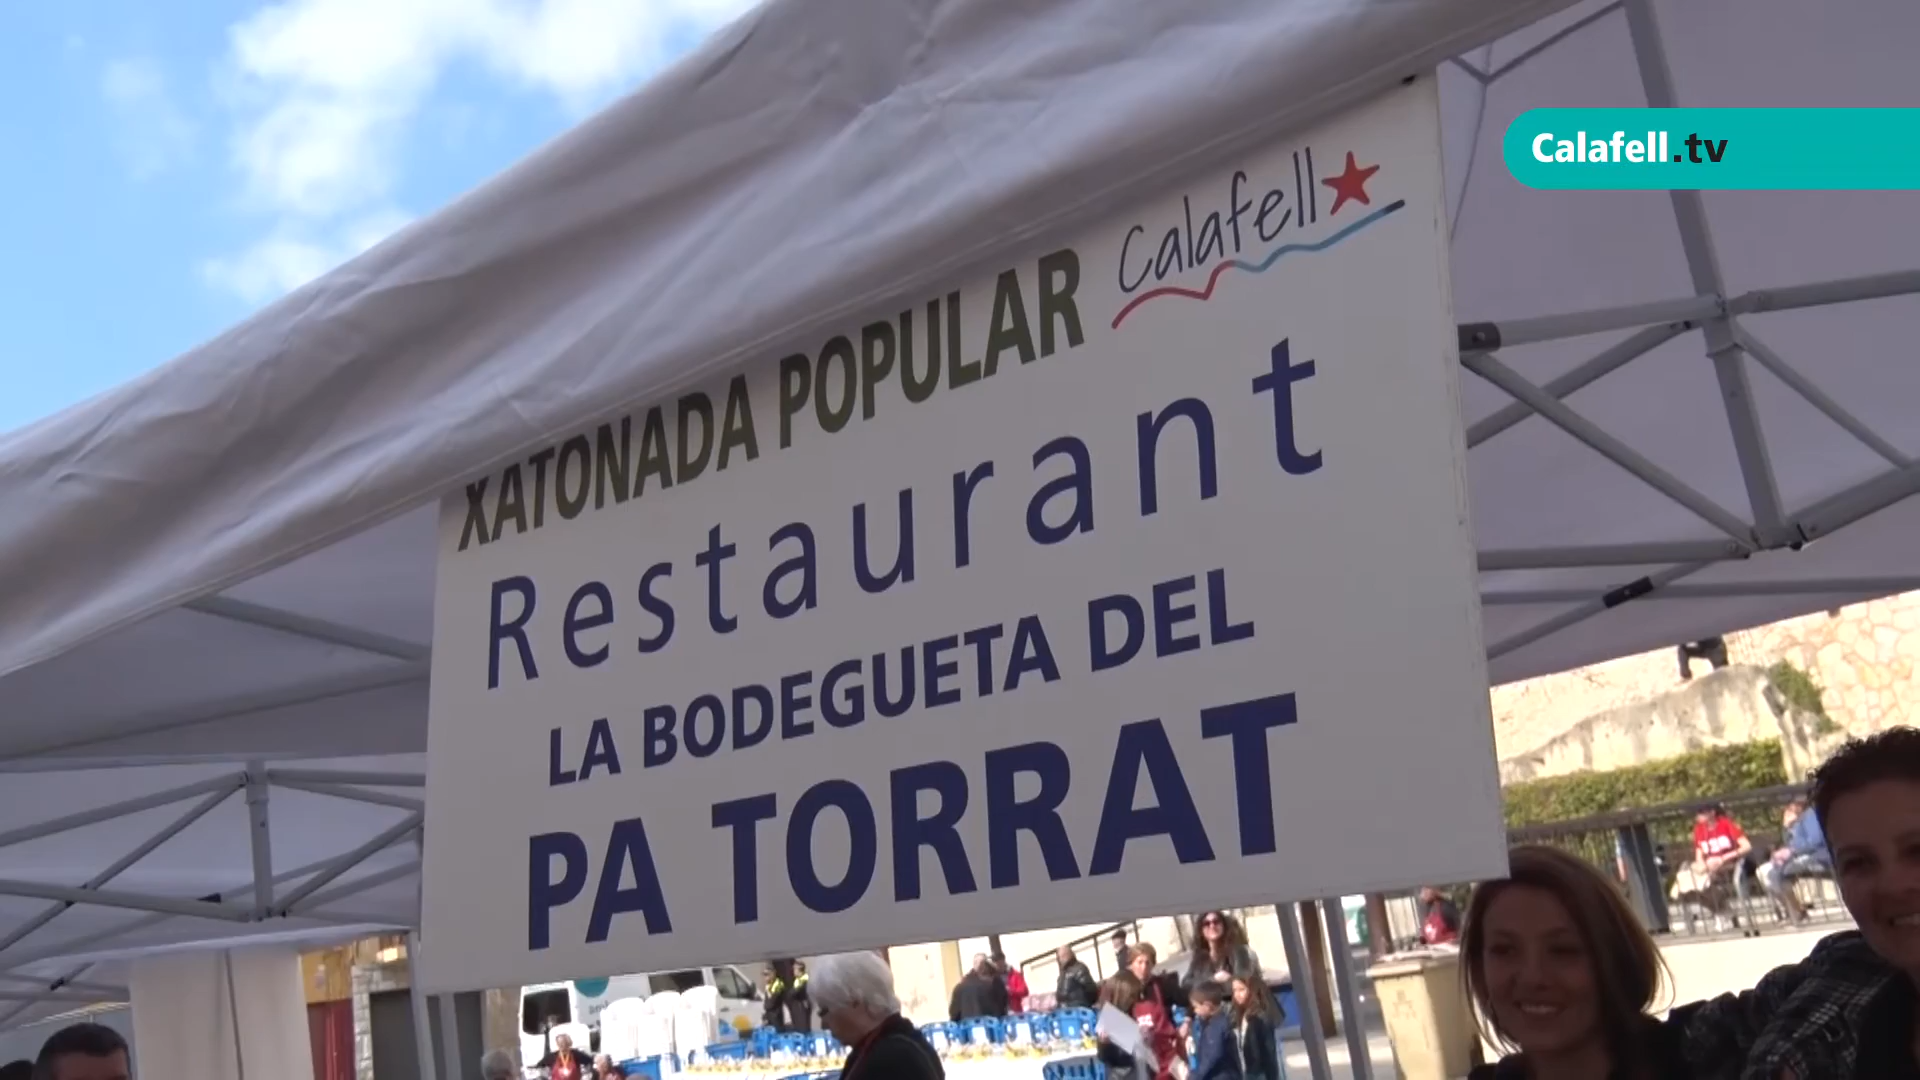 Calafell.tv
XATONADA POPULAR Calafell
Restaurant
LA BODEGUETA DEL
PA TORRAT